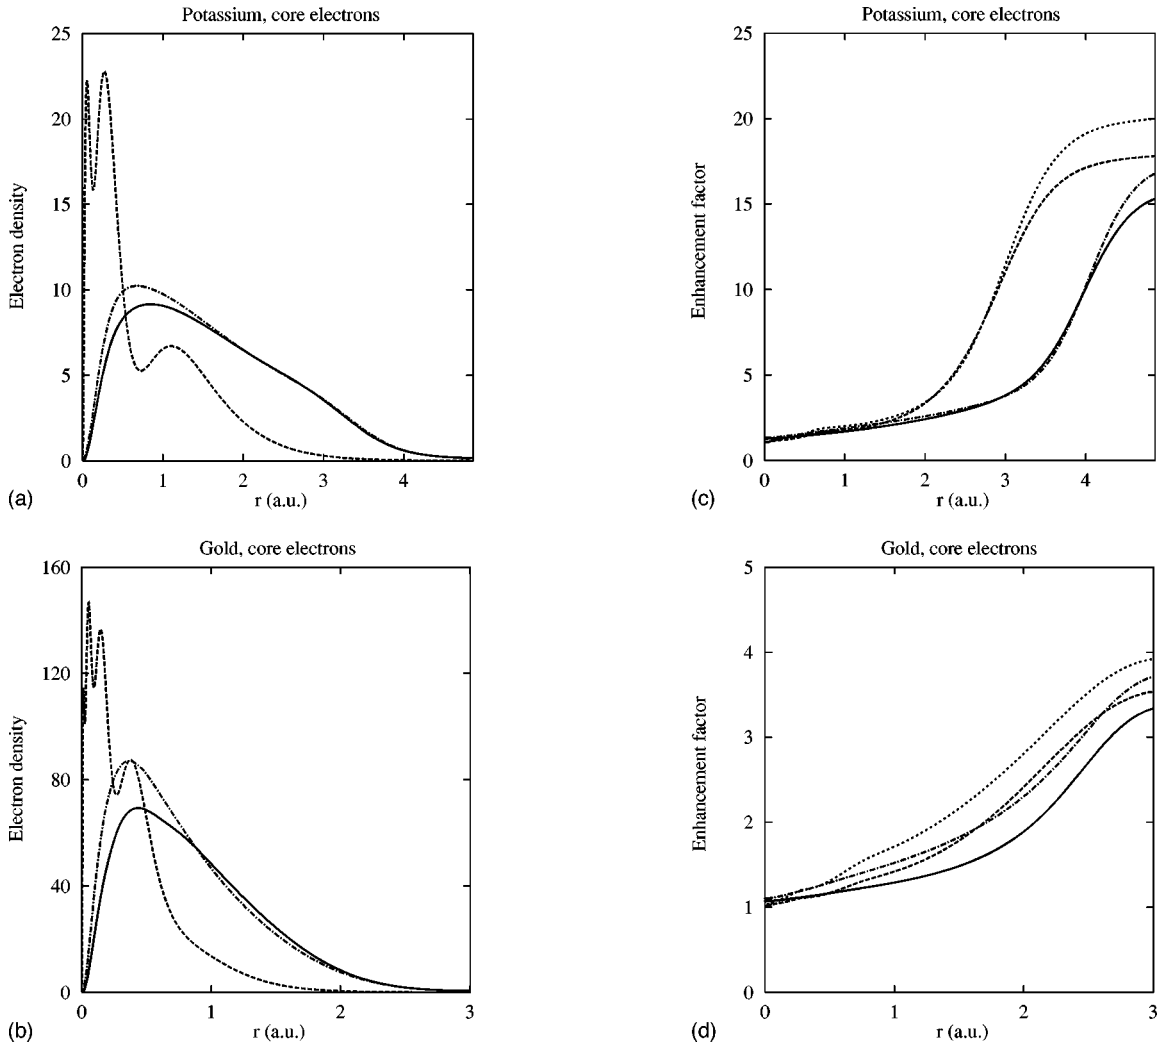 Potassium, core electrons
25
20
15
10
5
0
Electron density
0 1 2 3 4
r (a.u.)
(a)
Potassium, core electrons
25
20
15
10
5
0
Enhancement factor
0 1 2 3 4
r (a.u.)
(c)
Gold, core electrons
160
120
80
40
0
Electron density
0 1 2 3
r (a.u.)
(b)
Gold, core electrons
5
4
3
2
1
0
Enhancement factor
0 1 2 3
r (a.u.)
(d)